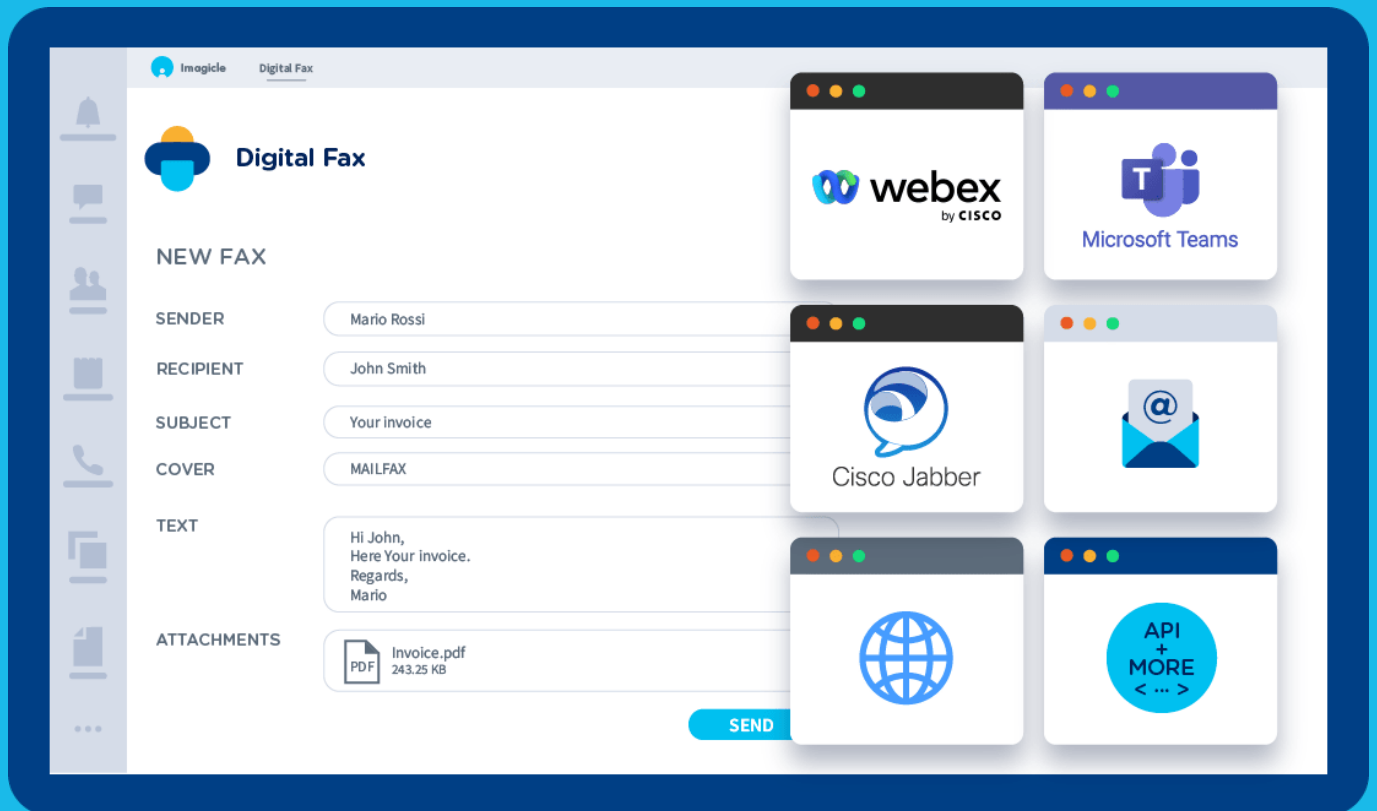 Imagicle
Digital Fax
Digital Fax
NEW FAX
SENDER
Mario Rossi
RECIPIENT
John Smith
SUBJECT
Your invoice
COVER
MAILFAX
TEXT
Hi John,
Here Your invoice.
Regards,
Mario
ATTACHMENTS
PDF
Invoice.pdf
243.25 KB
SEND
webex
by CISCO
T
Microsoft Teams
Cisco Jabber
@
API
+
MORE
< ... >